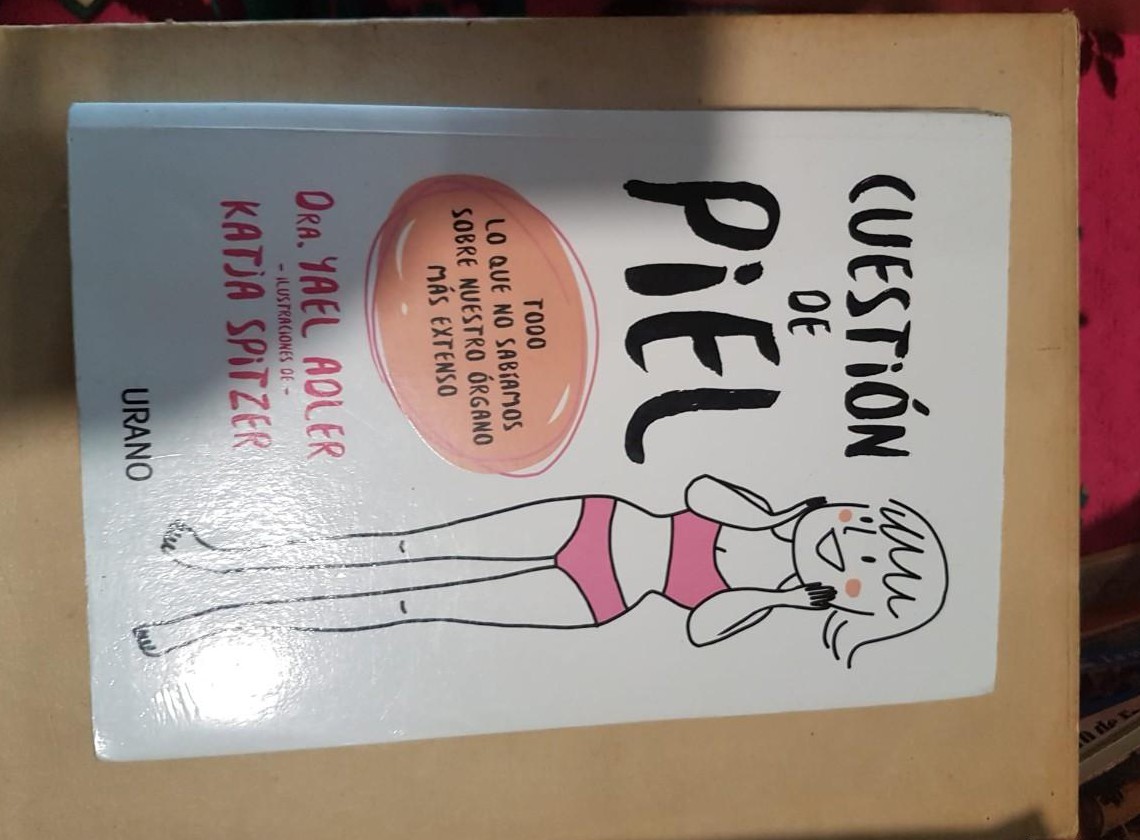 CUESTIÓN
DE
PiEL
TODO
LO QUE NO SABÍAMOS
SOBRE NUESTRO ÓRGANO
MÁS EXTENSO
DRA. YAEL ADLER
- ILUSTRACIONES DE -
KATJA SPiTZER
URANO